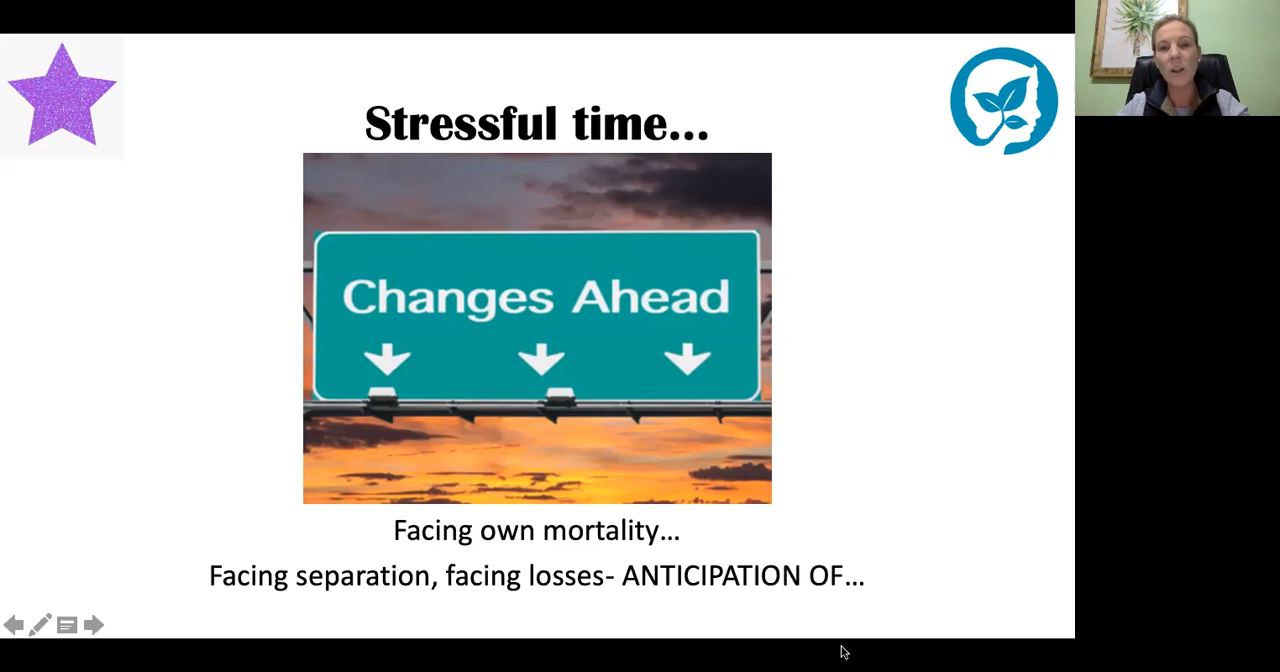 Stressful time...
Changes Ahead
Facing own mortality...
Facing separation, facing losses- ANTICIPATION OF...